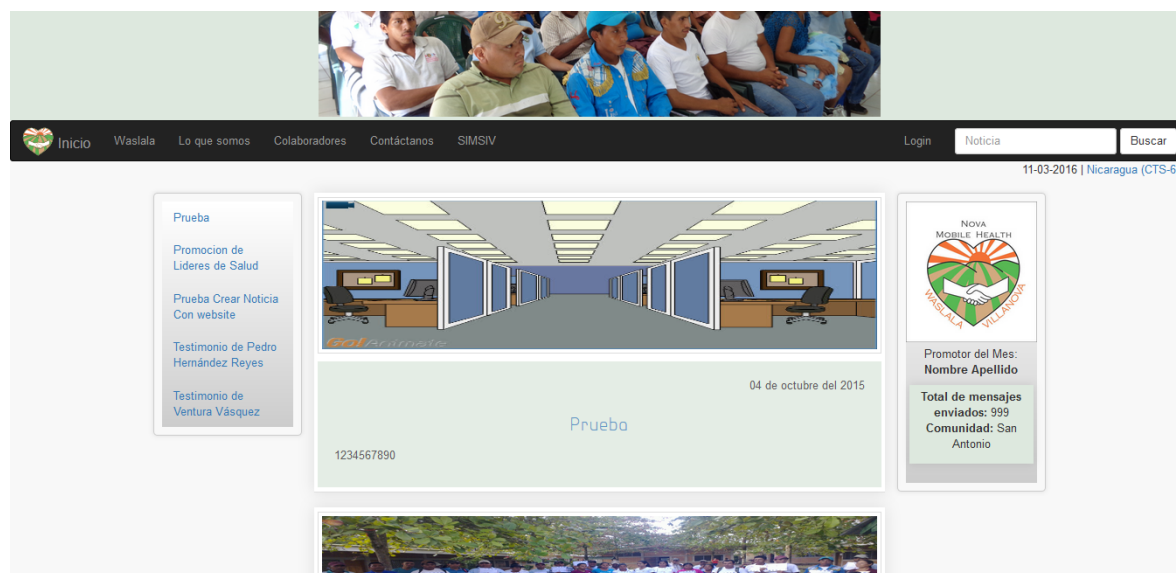 Inicio Waslala Lo que somos Colaboradores Contáctanos SIMSIV Login Noticia Buscar
11-03-2016 | Nicaragua (CTS-6
Prueba
Promocion de
Lideres de Salud
Prueba Crear Noticia
Con website
Testimonio de Pedro
Hernández Reyes
Testimonio de
Ventura Vásquez
Go!Animate
04 de octubre del 2015
Prueba
1234567890
NOVA
MOBILE HEALTH
WASLALA VILLANOVA
Promotor del Mes:
Nombre Apellido
Total de mensajes
enviados: 999
Comunidad: San
Antonio